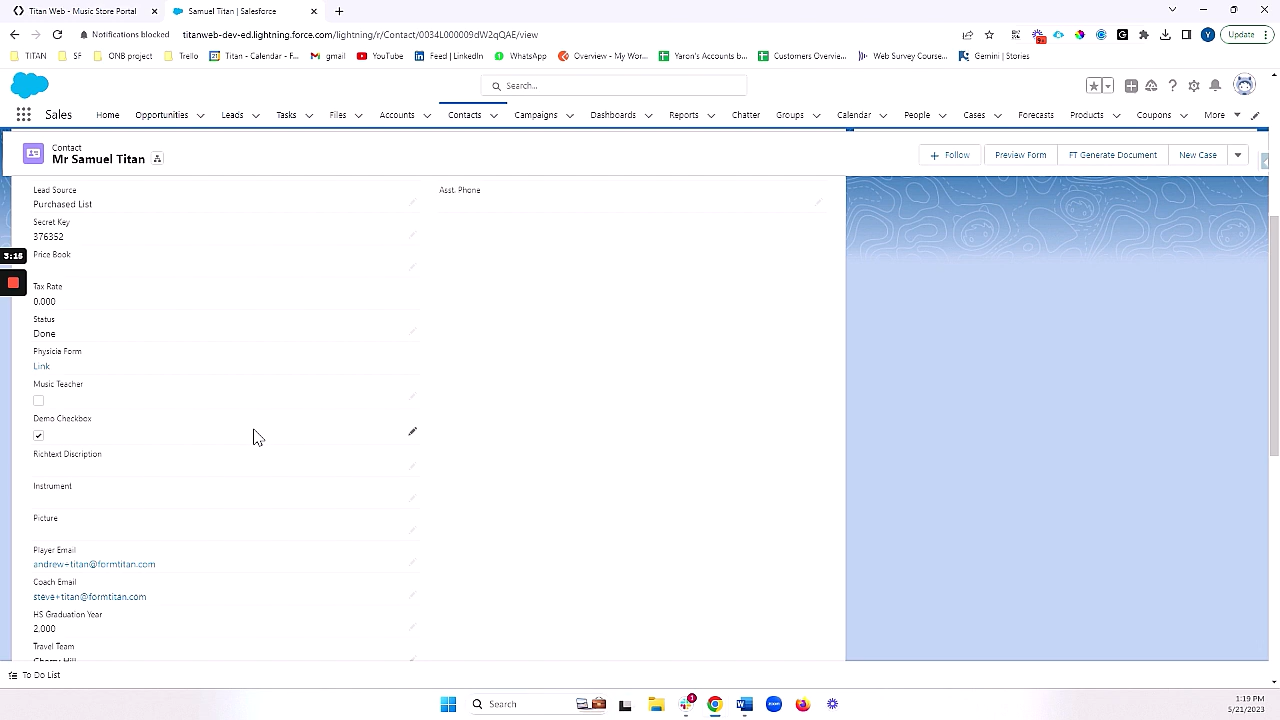 Titan Web - Music Store Portal
Samuel Titan | Salesforce
Notifications blocked
titanweb-dev-ed.lightning.force.com/lightning/r/Contact/0034L000009dW2qQAE/view
Update
TITAN
SF
ONB project
Trello
Titan - Calendar - F...
gmail
YouTube
Feed | LinkedIn
WhatsApp
Overview - My Wor...
Yaron's Accounts b...
Customers Overvie...
Web Survey Course...
Gemini | Stories
Search...
Sales
Home
Opportunities
Leads
Tasks
Files
Accounts
Contacts
Campaigns
Dashboards
Reports
Chatter
Groups
Calendar
People
Cases
Forecasts
Products
Coupons
More
Contact
Mr Samuel Titan
Follow
Preview Form
FT Generate Document
New Case
Lead Source
Purchased List
Asst. Phone
Secret Key
376352
3:15
Price Book
Tax Rate
0.000
Status
Done
Physicia Form
Link
Music Teacher
Demo Checkbox
Richtext Discription
Instrument
Picture
Player Email
andrew+titan@formtitan.com
Coach Email
steve+titan@formtitan.com
HS Graduation Year
2,000
Travel Team
Cherry Hill
To Do List
Search
1
1:19 PM
5/21/2023